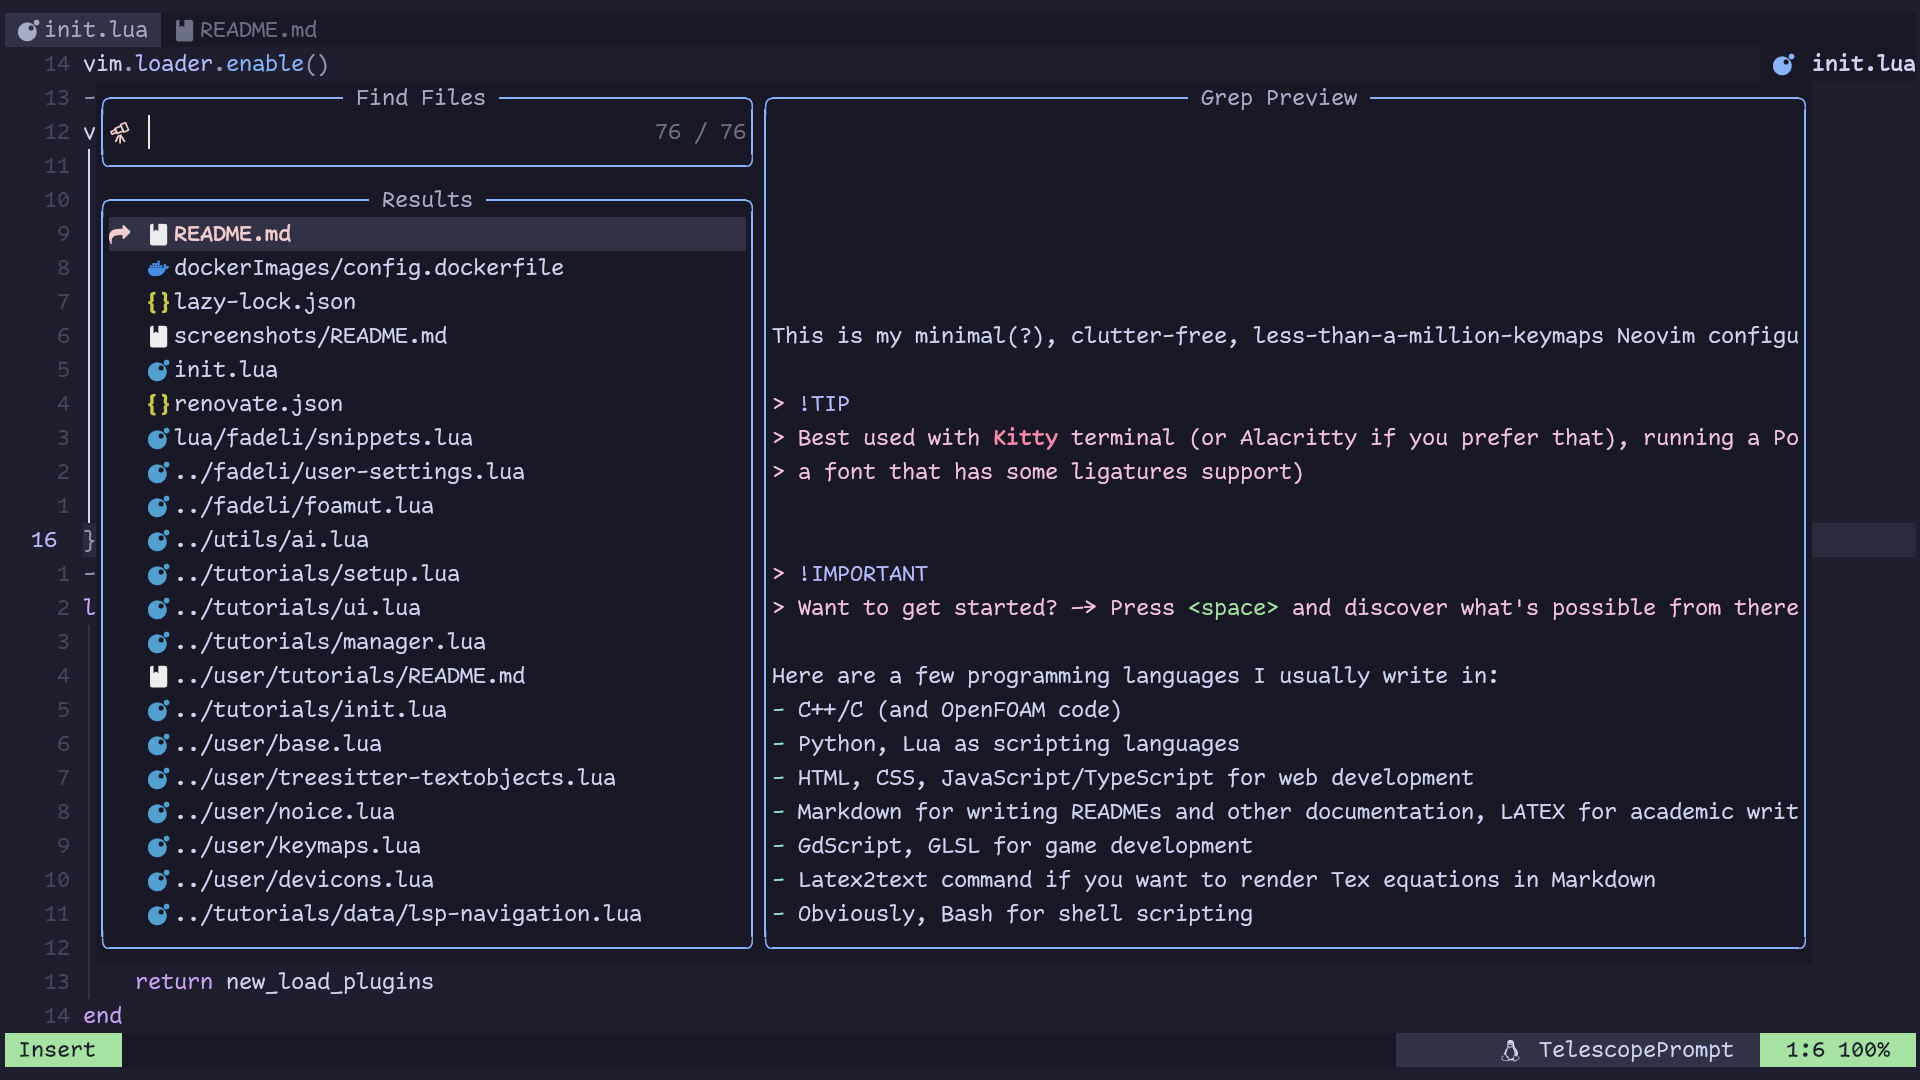 init.lua README.md
14 vim.loader.enable() init.lua
13 -
12 v
11
10
9
8
7
6
5
4
3
2
1
16 }
1 -
2 l
3
4
5
6
7
8
9
10
11
12
13 return new_load_plugins
14 end
Find Files
76 / 76
Results
README.md
dockerImages/config.dockerfile
{} lazy-lock.json
screenshots/README.md
init.lua
{} renovate.json
lua/fadeli/snippets.lua
../fadeli/user-settings.lua
../fadeli/foamut.lua
../utils/ai.lua
../tutorials/setup.lua
../tutorials/ui.lua
../tutorials/manager.lua
../user/tutorials/README.md
../tutorials/init.lua
../user/base.lua
../user/treesitter-textobjects.lua
../user/noice.lua
../user/keymaps.lua
../user/devicons.lua
../tutorials/data/lsp-navigation.lua
Grep Preview
This is my minimal(?), clutter-free, less-than-a-million-keymaps Neovim configu
> !TIP
> Best used with Kitty terminal (or Alacritty if you prefer that), running a Po
> a font that has some ligatures support)
> !IMPORTANT
> Want to get started? -> Press <space> and discover what's possible from there
Here are a few programming languages I usually write in:
- C++/C (and OpenFOAM code)
- Python, Lua as scripting languages
- HTML, CSS, JavaScript/TypeScript for web development
- Markdown for writing READMEs and other documentation, LATEX for academic writ
- GdScript, GLSL for game development
- Latex2text command if you want to render Tex equations in Markdown
- Obviously, Bash for shell scripting
Insert TelescopePrompt 1:6 100%